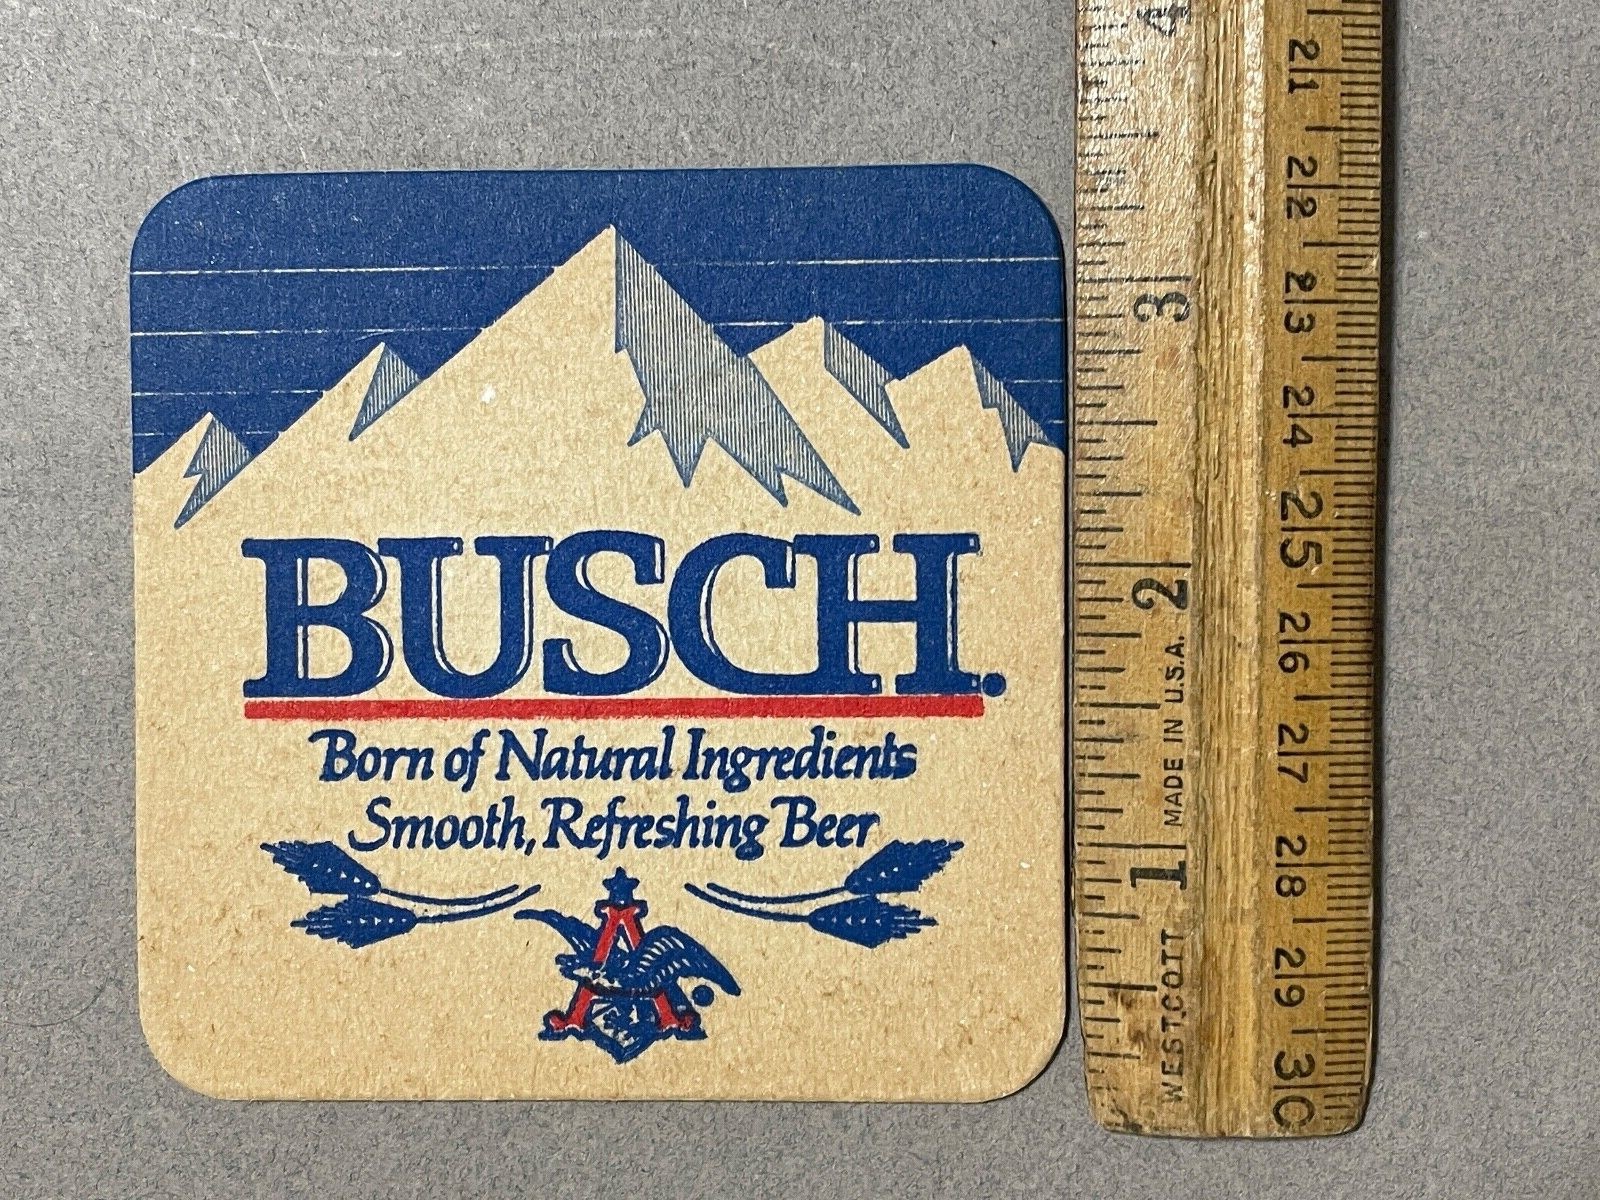 BUSCH.
Born of Natural Ingredients
Smooth, Refreshing Beer
A
WESTCOTT MADE IN U.S.A.
1 2 3 4
21 22 23 24 25 26 27 28 29 30